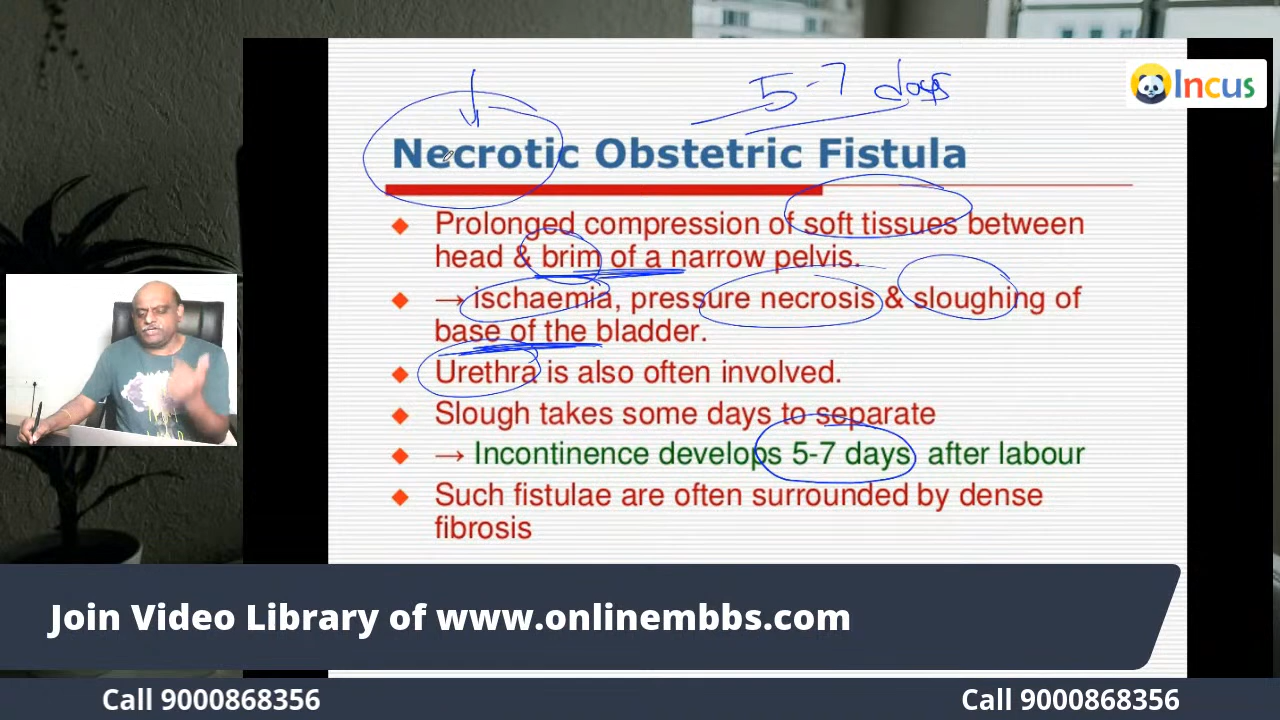 5-7 days
Incus
Necrotic Obstetric Fistula
Prolonged compression of soft tissues between
head & brim of a narrow pelvis.
→ ischaemia, pressure necrosis & sloughing of
base of the bladder.
Urethra is also often involved.
Slough takes some days to separate
→ Incontinence develops 5-7 days after labour
Such fistulae are often surrounded by dense
fibrosis
Join Video Library of www.onlinembbs.com
Call 9000868356
Call 9000868356